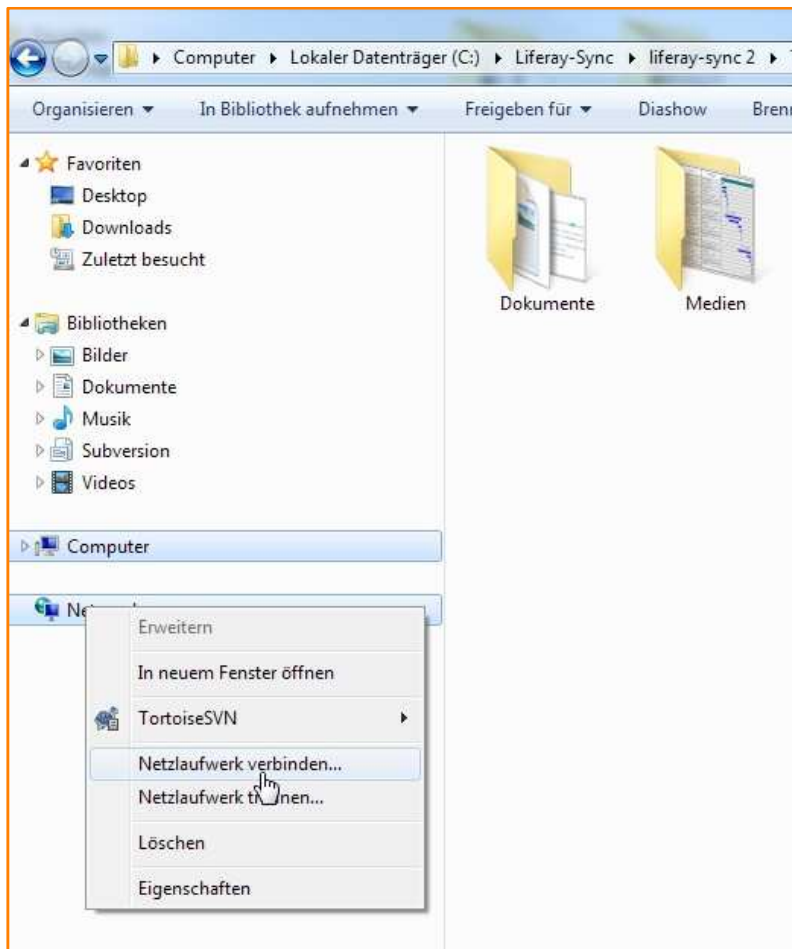 Computer Lokaler Datenträger (C:) Liferay-Sync liferay-sync 2
Organisieren In Bibliothek aufnehmen Freigeben für Diashow
Favoriten
Desktop
Downloads
Zuletzt besucht
Bibliotheken
Bilder
Dokumente
Musik
Subversion
Videos
Computer
Dokumente Medien
Erweitern
In neuem Fenster öffnen
TortoiseSVN
Netzlaufwerk verbinden...
Netzlaufwerk
Löschen
Eigenschaften